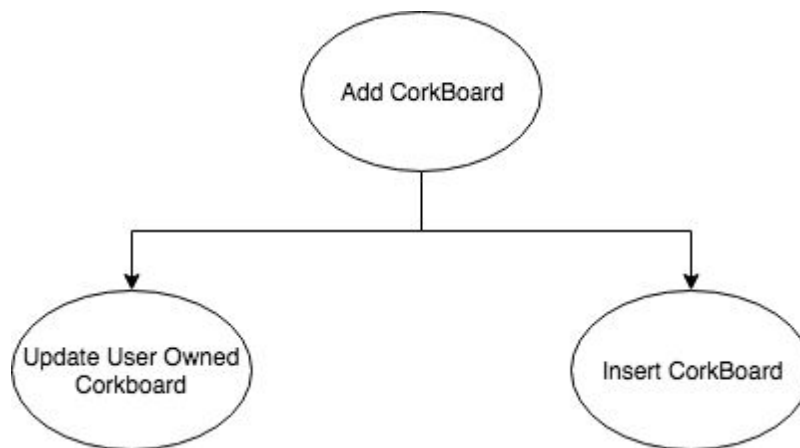 Add CorkBoard
Update User Owned
Corkboard
Insert CorkBoard